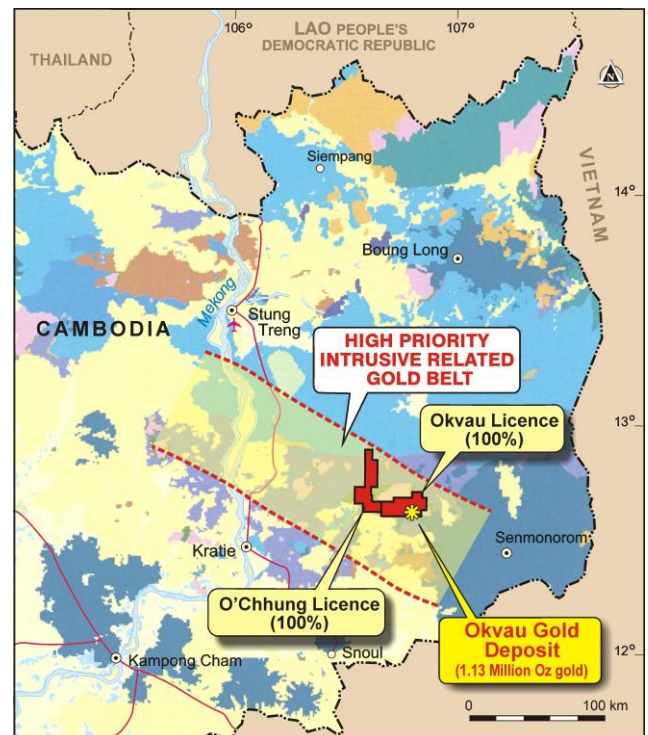 106°
107°
LAO PEOPLE'S
DEMOCRATIC REPUBLIC
THAILAND
VIETNAM
Siempang
14°
Boung Long
Mekong
Stung
Treng
CAMBODIA
HIGH PRIORITY
INTRUSIVE RELATED
GOLD BELT
Okvau Licence
(100%)
13°
Kratie
Senmonorom
O'Chhung Licence
(100%)
Okvau Gold
Deposit
(1.13 Million Oz gold)
Snoul
Kampong Cham
12°
0 100 km